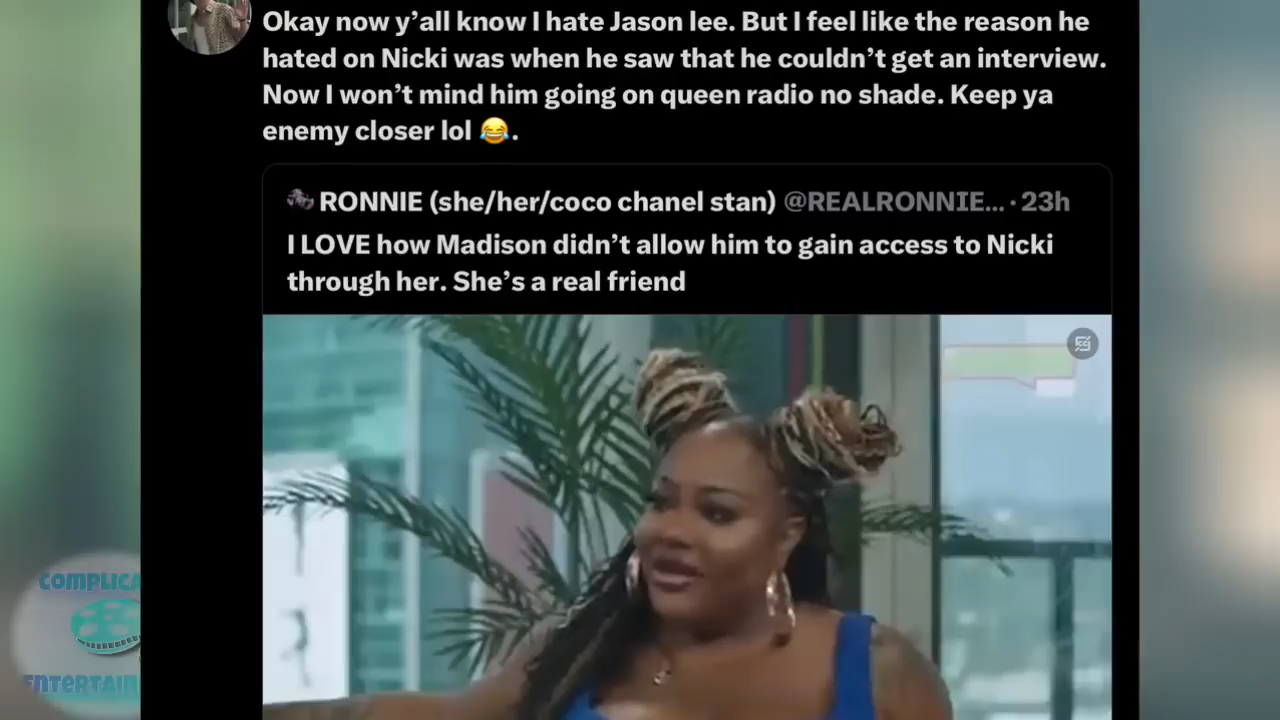 Okay now y’all know I hate Jason lee. But I feel like the reason he
hated on Nicki was when he saw that he couldn’t get an interview.
Now I won’t mind him going on queen radio no shade. Keep ya
enemy closer lol 😂.
RONNIE (she/her/coco chanel stan) @REALRONNIE... · 23h
I LOVE how Madison didn’t allow him to gain access to Nicki
through her. She’s a real friend
COMPLICA
ENTERTAIN